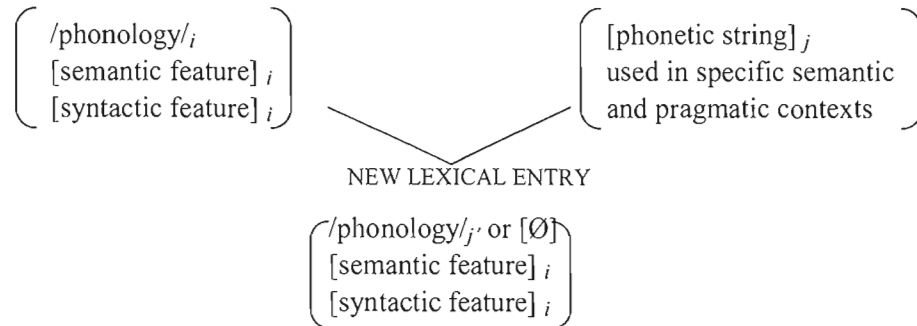 /phonology/i
[semantic feature] i
[syntactic feature] i
[phonetic string] j
used in specific semantic
and pragmatic contexts
NEW LEXICAL ENTRY
/phonology/j' or [Ø]
[semantic feature] i
[syntactic feature] i